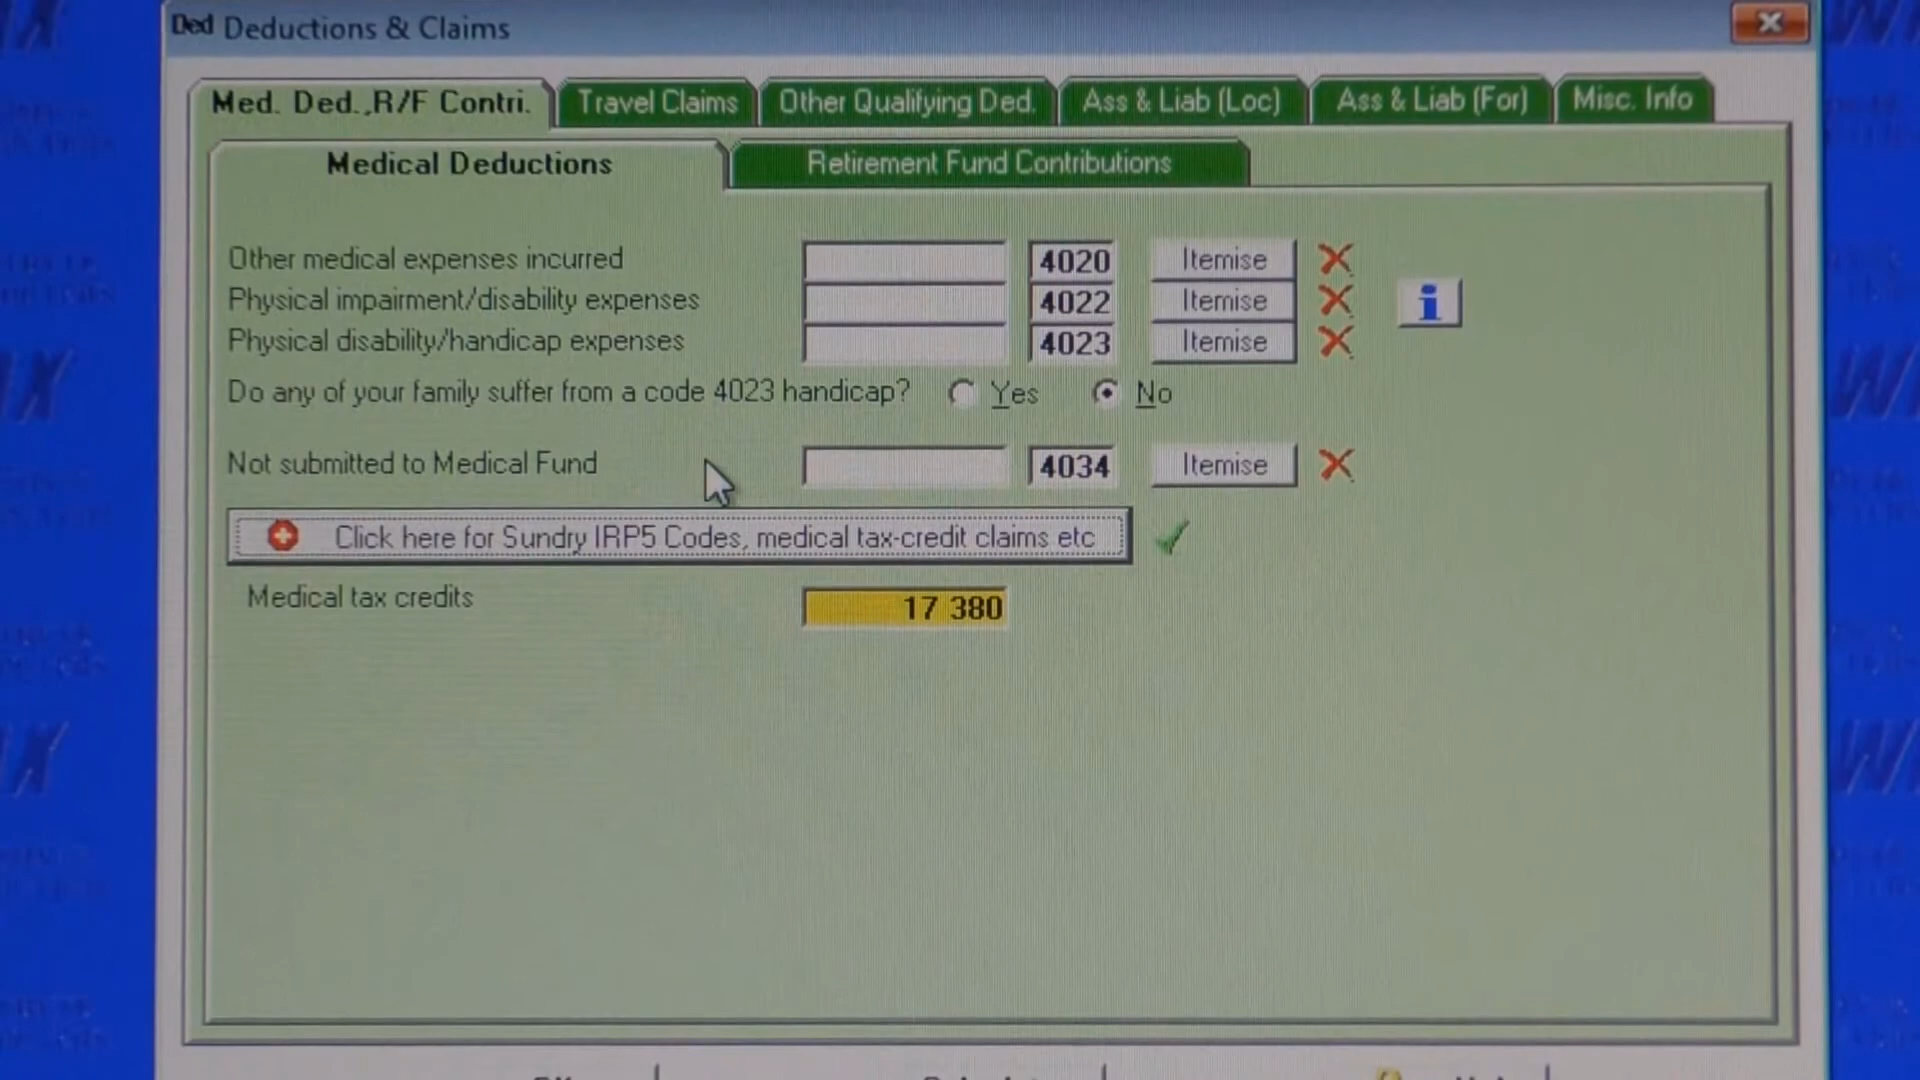 Ded Deductions & Claims
Med. Ded.,R/F Contri. Travel Claims Other Qualifying Ded. Ass & Liab (Loc) Ass & Liab (For) Misc. Info
Medical Deductions Retirement Fund Contributions
Other medical expenses incurred 4020 Itemise
Physical impairment/disability expenses 4022 Itemise
Physical disability/handicap expenses 4023 Itemise
Do any of your family suffer from a code 4023 handicap? Yes No
Not submitted to Medical Fund 4034 Itemise
Click here for Sundry IRP5 Codes, medical tax-credit claims etc
Medical tax credits 17 380